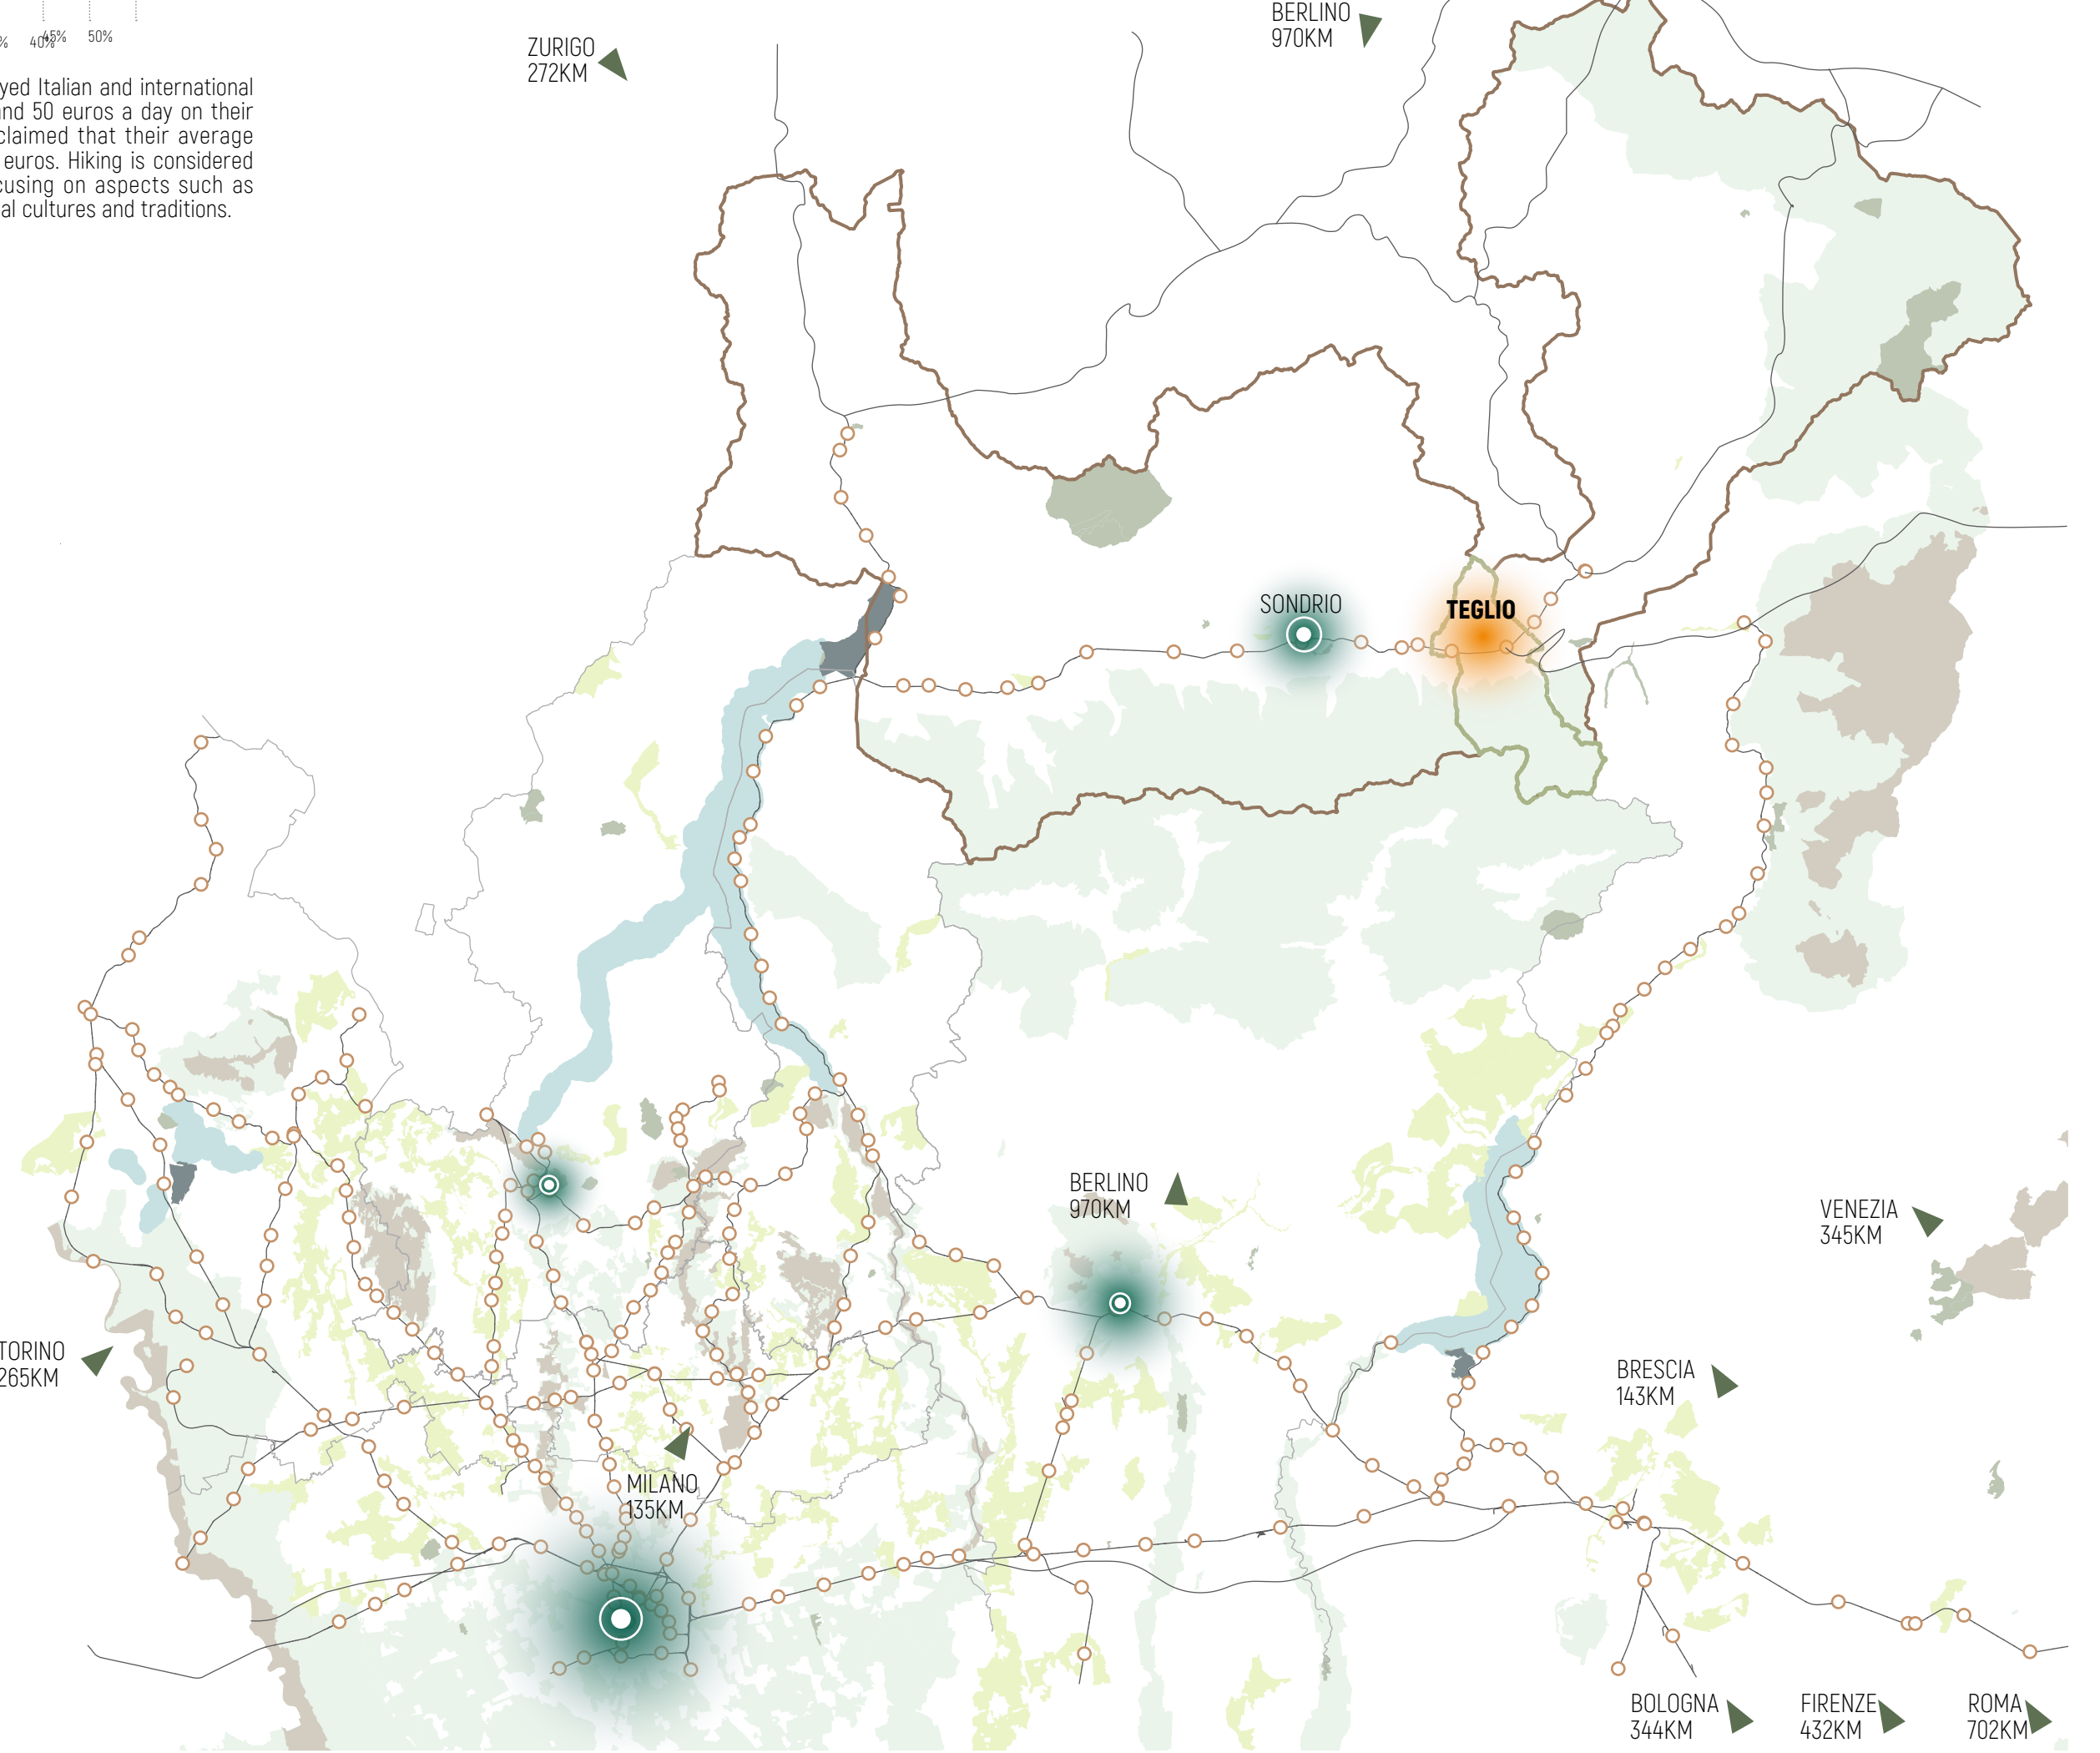 %
40%
45%
50%
yed Italian and international
nd 50 euros a day on their
claimed that their average
euros. Hiking is considered
cusing on aspects such as
al cultures and traditions.
ZURIGO
272KM
BERLINO
970KM
SONDRIO
TEGLIO
BERLINO
970KM
VENEZIA
345KM
TORINO
265KM
BRESCIA
143KM
MILANO
135KM
BOLOGNA
344KM
FIRENZE
432KM
ROMA
702KM